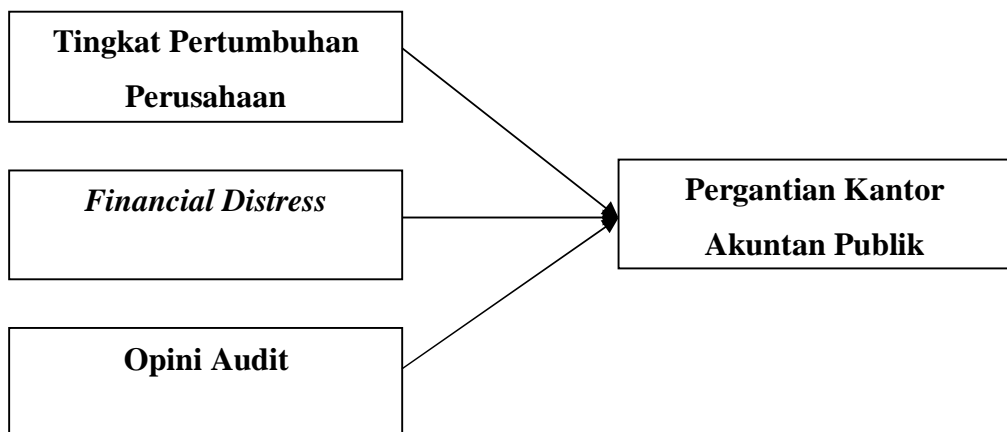 Tingkat Pertumbuhan
Perusahaan
Financial Distress
Pergantian Kantor
Akuntan Publik
Opini Audit